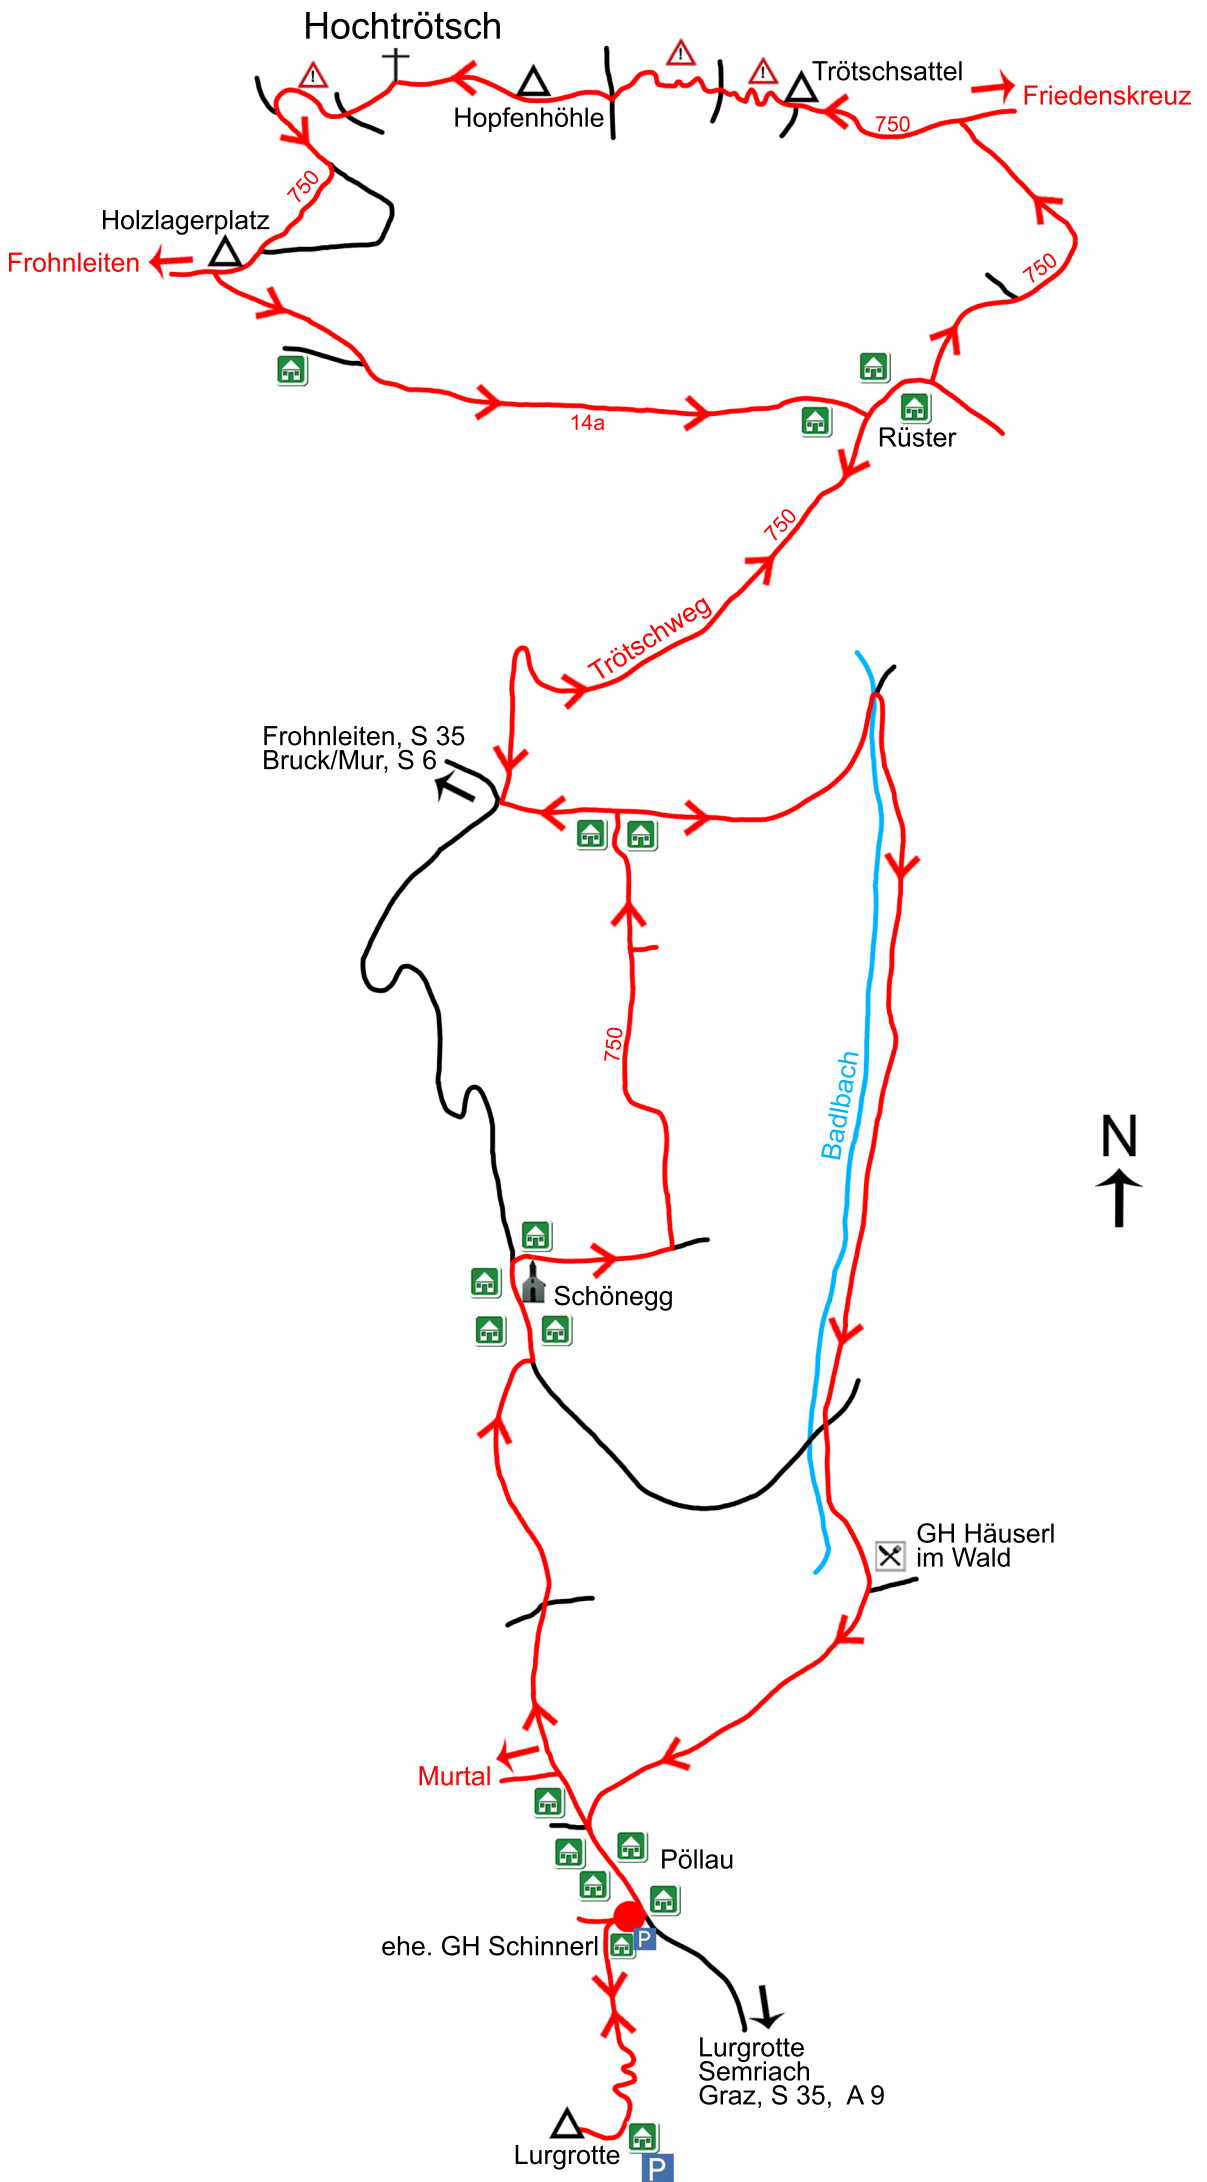 Hochtrötsch
Trötschsattel
Friedenskreuz
Hopfenhöhle
750
750
Holzlagerplatz
Frohnleiten
750
14a
Rüster
750
Trötschweg
Frohnleiten, S 35
Bruck/Mur, S 6
750
Badlbach
N
Schönegg
GH Häuserl
im Wald
Murtal
Pöllau
P
ehe. GH Schinnerl
Lurgrotte
Semriach
Graz, S 35, A 9
Lurgrotte
P